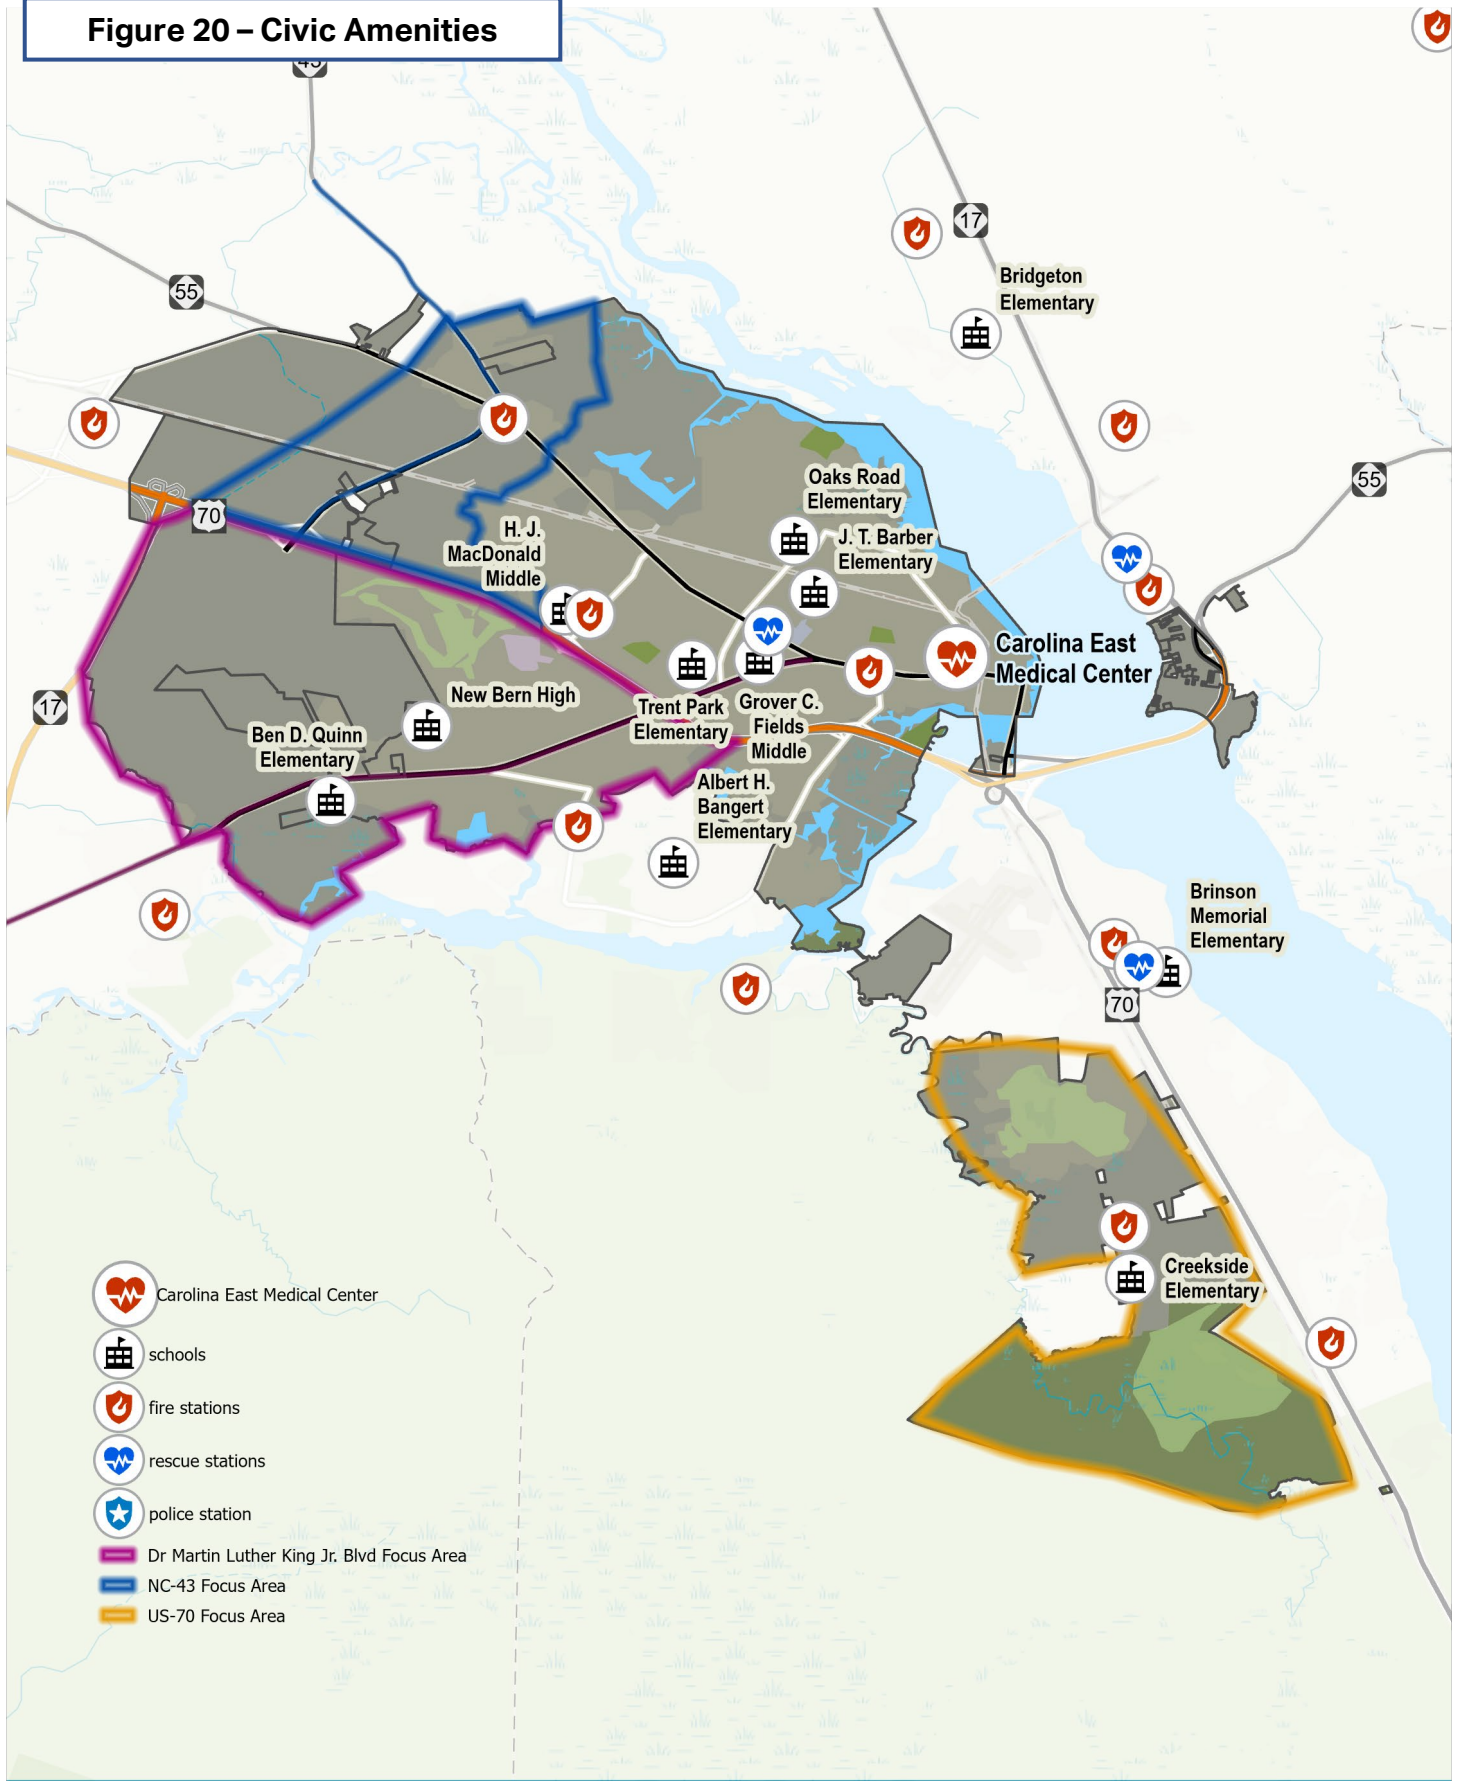 Figure 20 – Civic Amenities
43
17
Bridgeton
Elementary
55
55
Oaks Road
Elementary
70
H. J.
MacDonald
Middle
J. T. Barber
Elementary
Carolina East
Medical Center
New Bern High
17
Trent Park
Elementary
Grover C.
Fields
Middle
Ben D. Quinn
Elementary
Albert H.
Bangert
Elementary
Brinson
Memorial
Elementary
70
Creekside
Elementary
Carolina East Medical Center
schools
fire stations
rescue stations
police station
Dr Martin Luther King Jr. Blvd Focus Area
NC-43 Focus Area
US-70 Focus Area